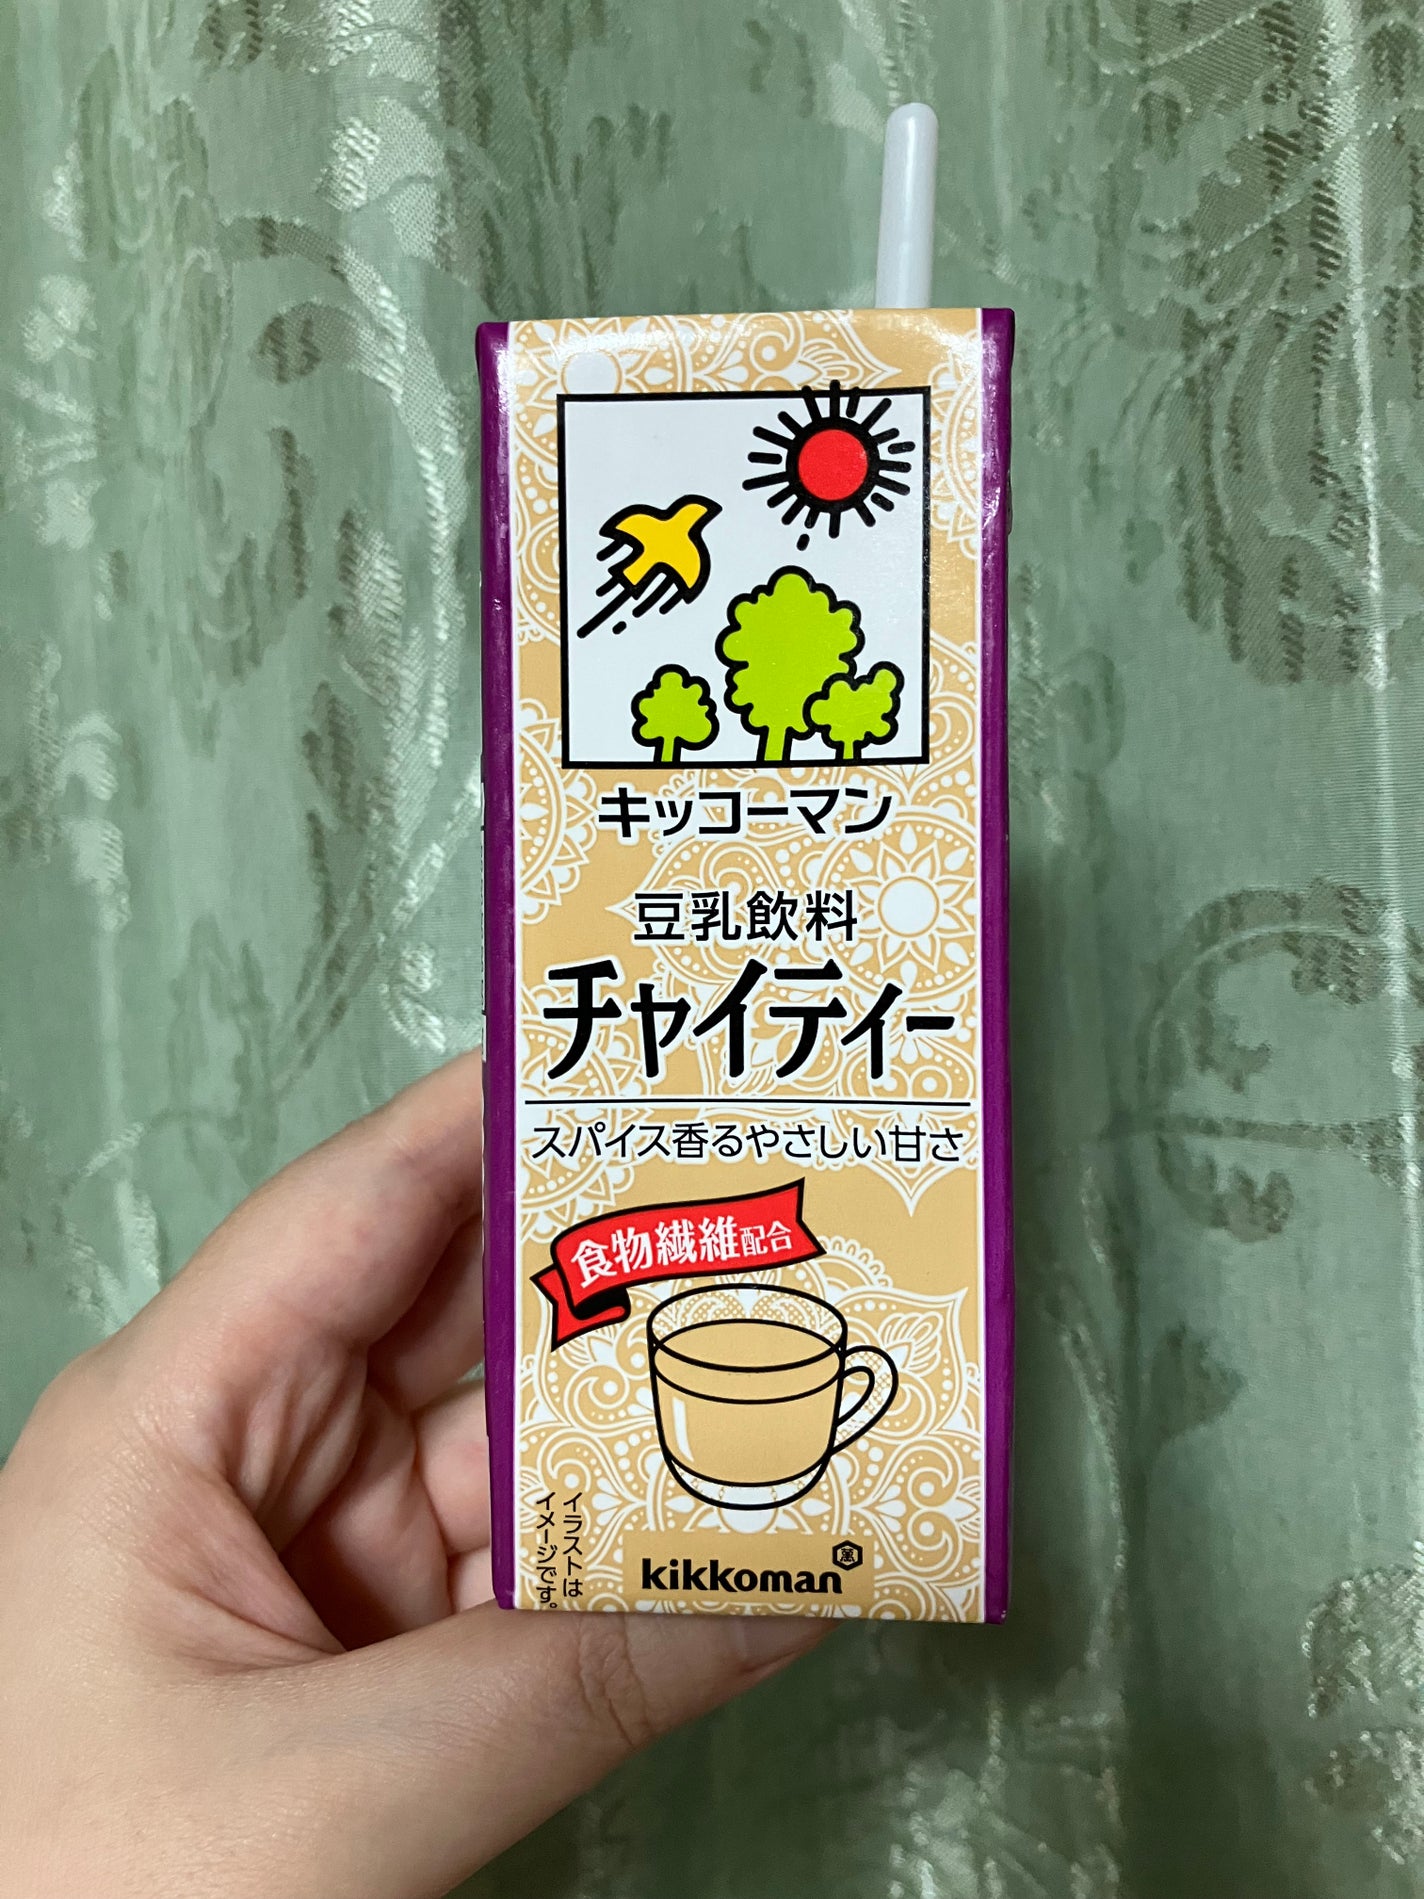 キッコーマン
豆乳飲料
チャイティー
スパイス香るやさしい甘さ
食物繊維配合
イラストは
イメージです。
kikkoman
萬